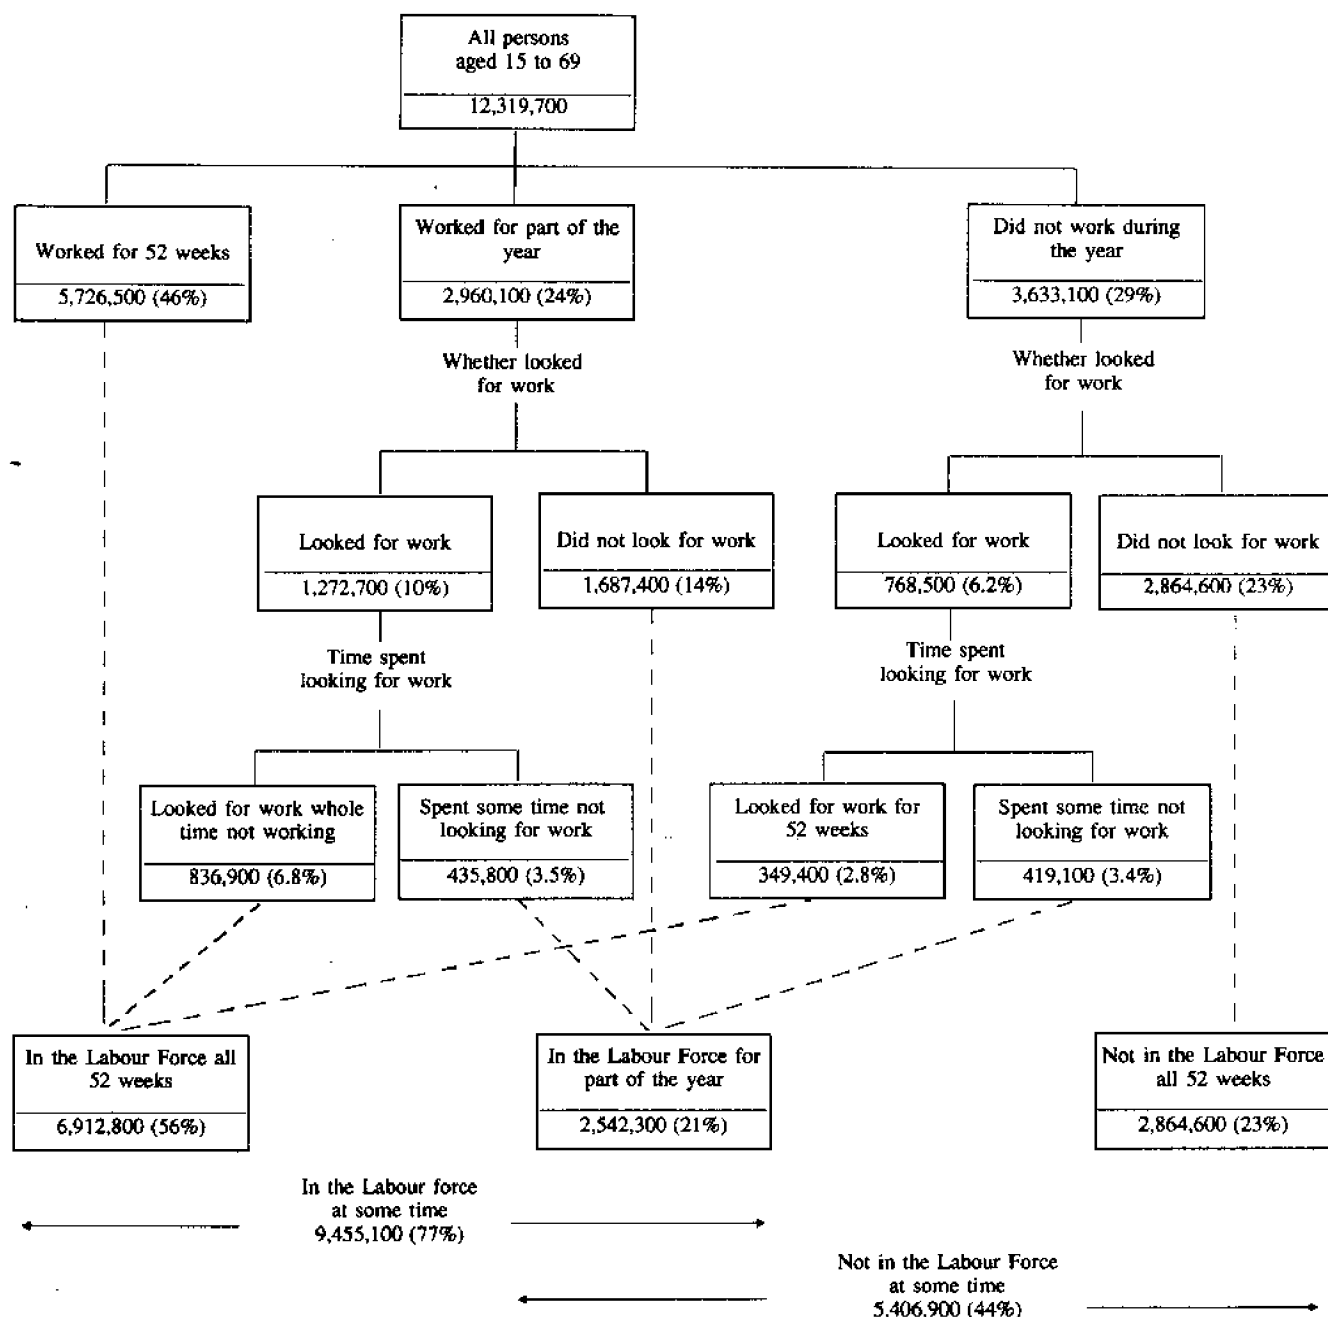 All persons
aged 15 to 69
12,319,700
Worked for 52 weeks
5,726,500 (46%)
Worked for part of the
year
2,960,100 (24%)
Did not work during
the year
3,633,100 (29%)
Whether looked
for work
Whether looked
for work
Looked for work
1,272,700 (10%)
Did not look for work
1,687,400 (14%)
Looked for work
768,500 (6.2%)
Did not look for work
2,864,600 (23%)
Time spent
looking for work
Time spent
looking for work
Looked for work whole
time not working
836,900 (6.8%)
Spent some time not
looking for work
435,800 (3.5%)
Looked for work for
52 weeks
349,400 (2.8%)
Spent some time not
looking for work
419,100 (3.4%)
In the Labour Force all
52 weeks
6,912,800 (56%)
In the Labour Force for
part of the year
2,542,300 (21%)
Not in the Labour Force
all 52 weeks
2,864,600 (23%)
In the Labour force
at some time
9,455,100 (77%)
Not in the Labour Force
at some time
5,406,900 (44%)